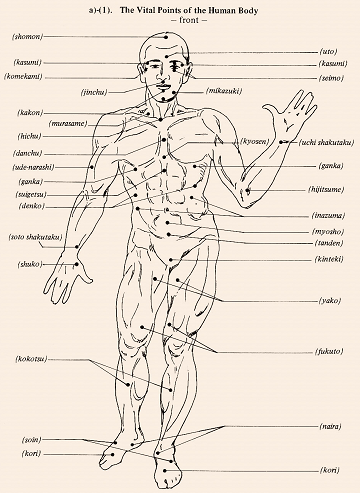 a)-(1). The Vital Points of the Human Body
— front —
(shomon)
(uto)
(kasumi)
(kasumi)
(komekami)
(seimo)
(jinchu)
(mikazuki)
(kakon)
(murasame)
(hichu)
(kyosen)
(uchi shakutaku)
(danchu)
(ude-narashi)
(ganka)
(ganka)
(suigetsu)
(hijitsume)
(denko)
(inazuma)
(myosho)
(soto shakutaku)
(tanden)
(shuko)
(kinteki)
(yako)
(fukuto)
(kokotsu)
(naira)
(soin)
(kori)
(kori)